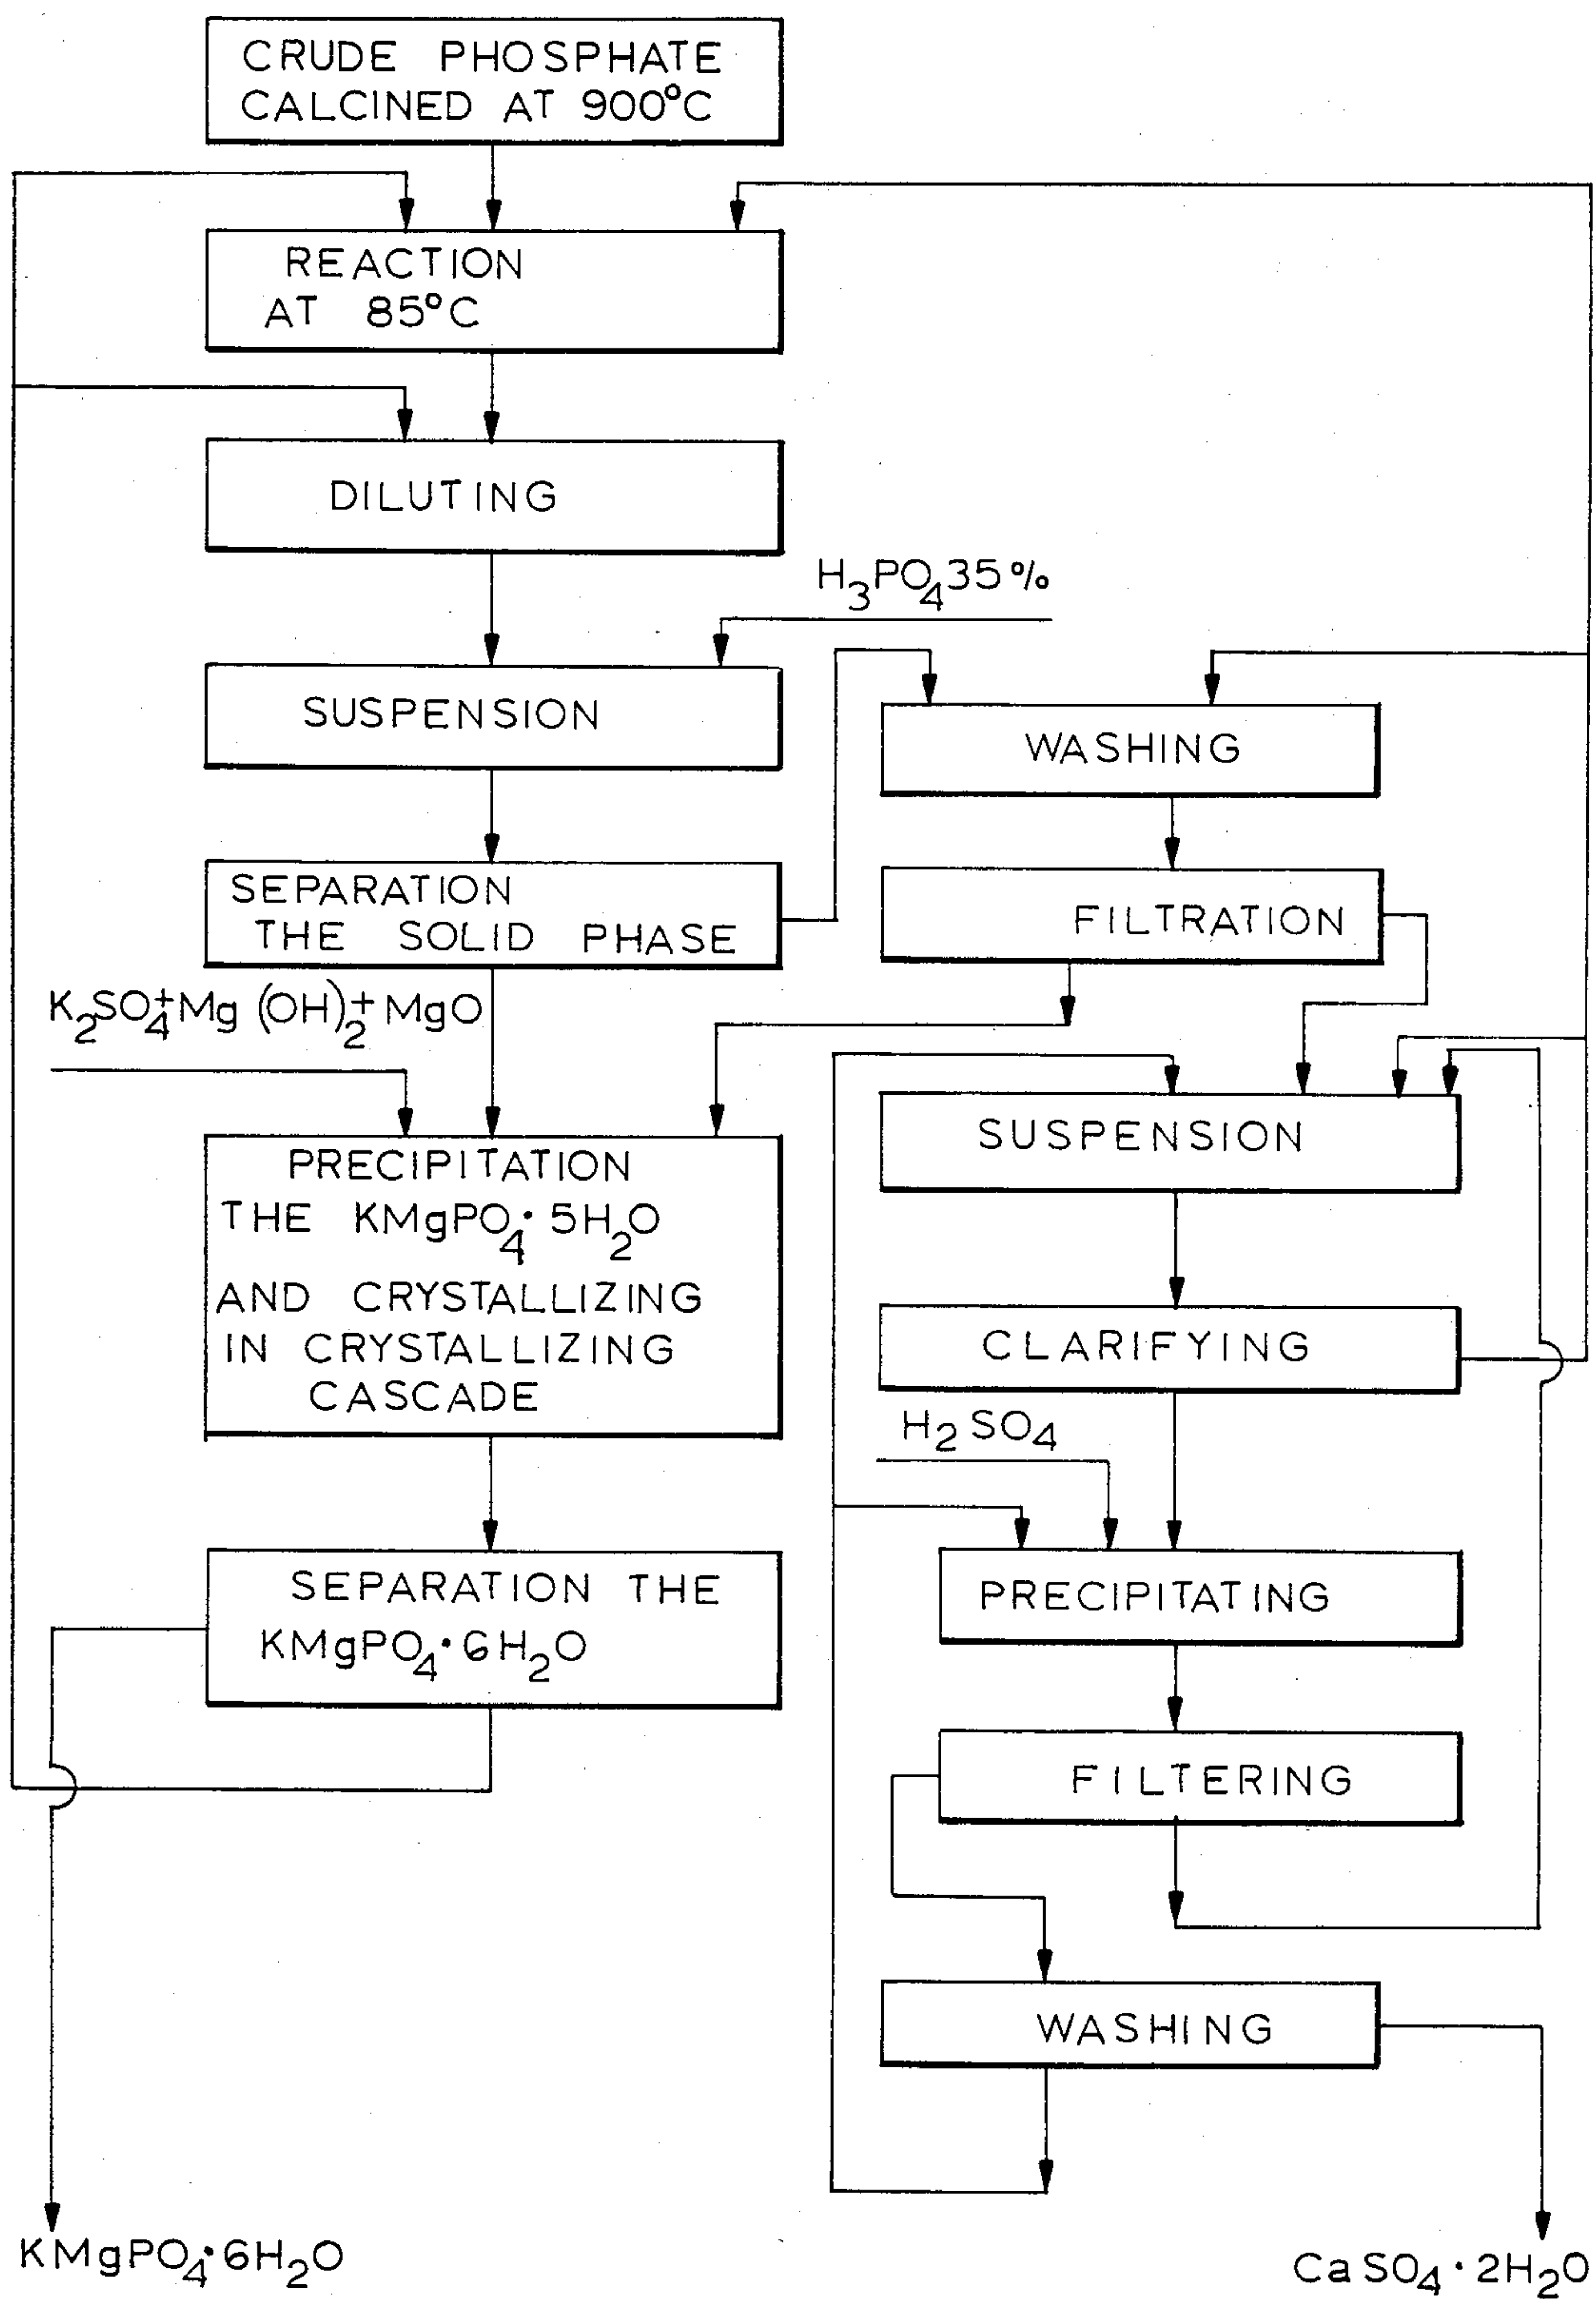 CRUDE PHOSPHATE
CALCINED AT 900°C
REACTION
AT 85°C
DILUTING
H₃PO₄ 35%
SUSPENSION
WASHING
SEPARATION
THE SOLID PHASE
FILTRATION
K₂SO₄+Mg (OH)₂+MgO
SUSPENSION
PRECIPITATION
THE KMgPO₄·5H₂O
AND CRYSTALLIZING
IN CRYSTALLIZING
CASCADE
CLARIFYING
H₂SO₄
SEPARATION THE
KMgPO₄·6H₂O
PRECIPITATING
FILTERING
WASHING
KMgPO₄·6H₂O
CaSO₄·2H₂O